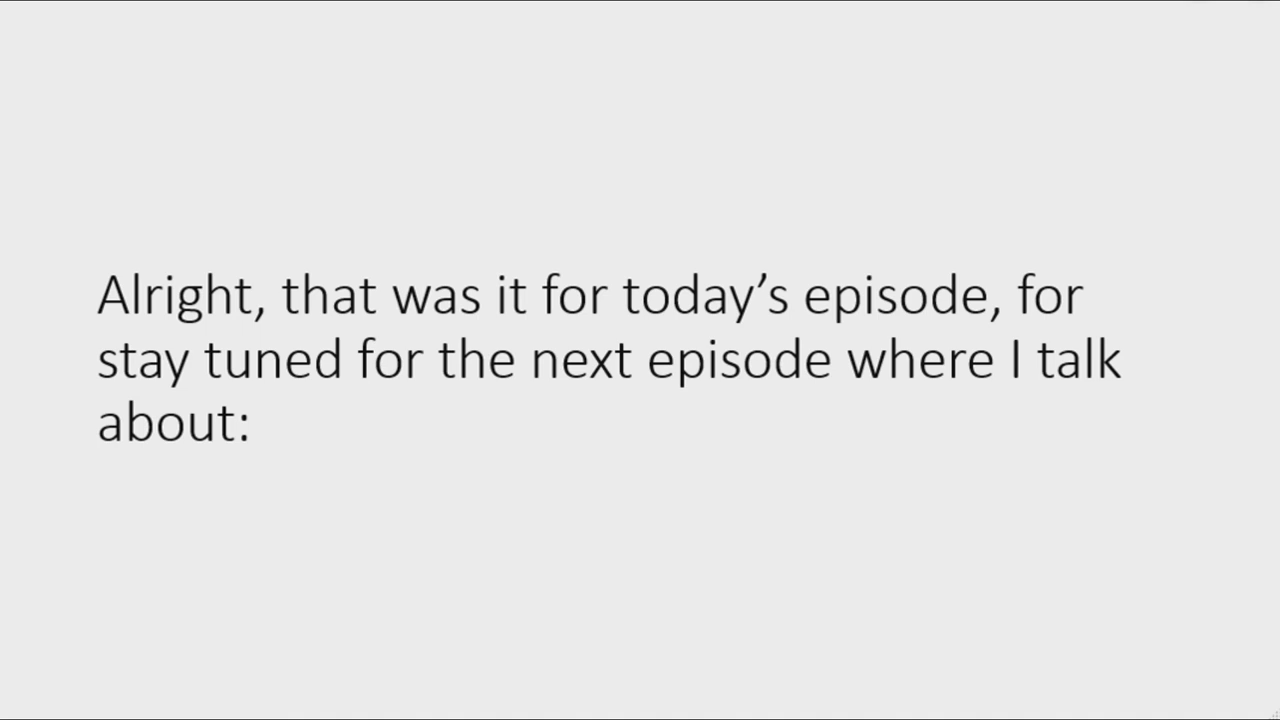 Alright, that was it for today’s episode, for
stay tuned for the next episode where I talk
about: